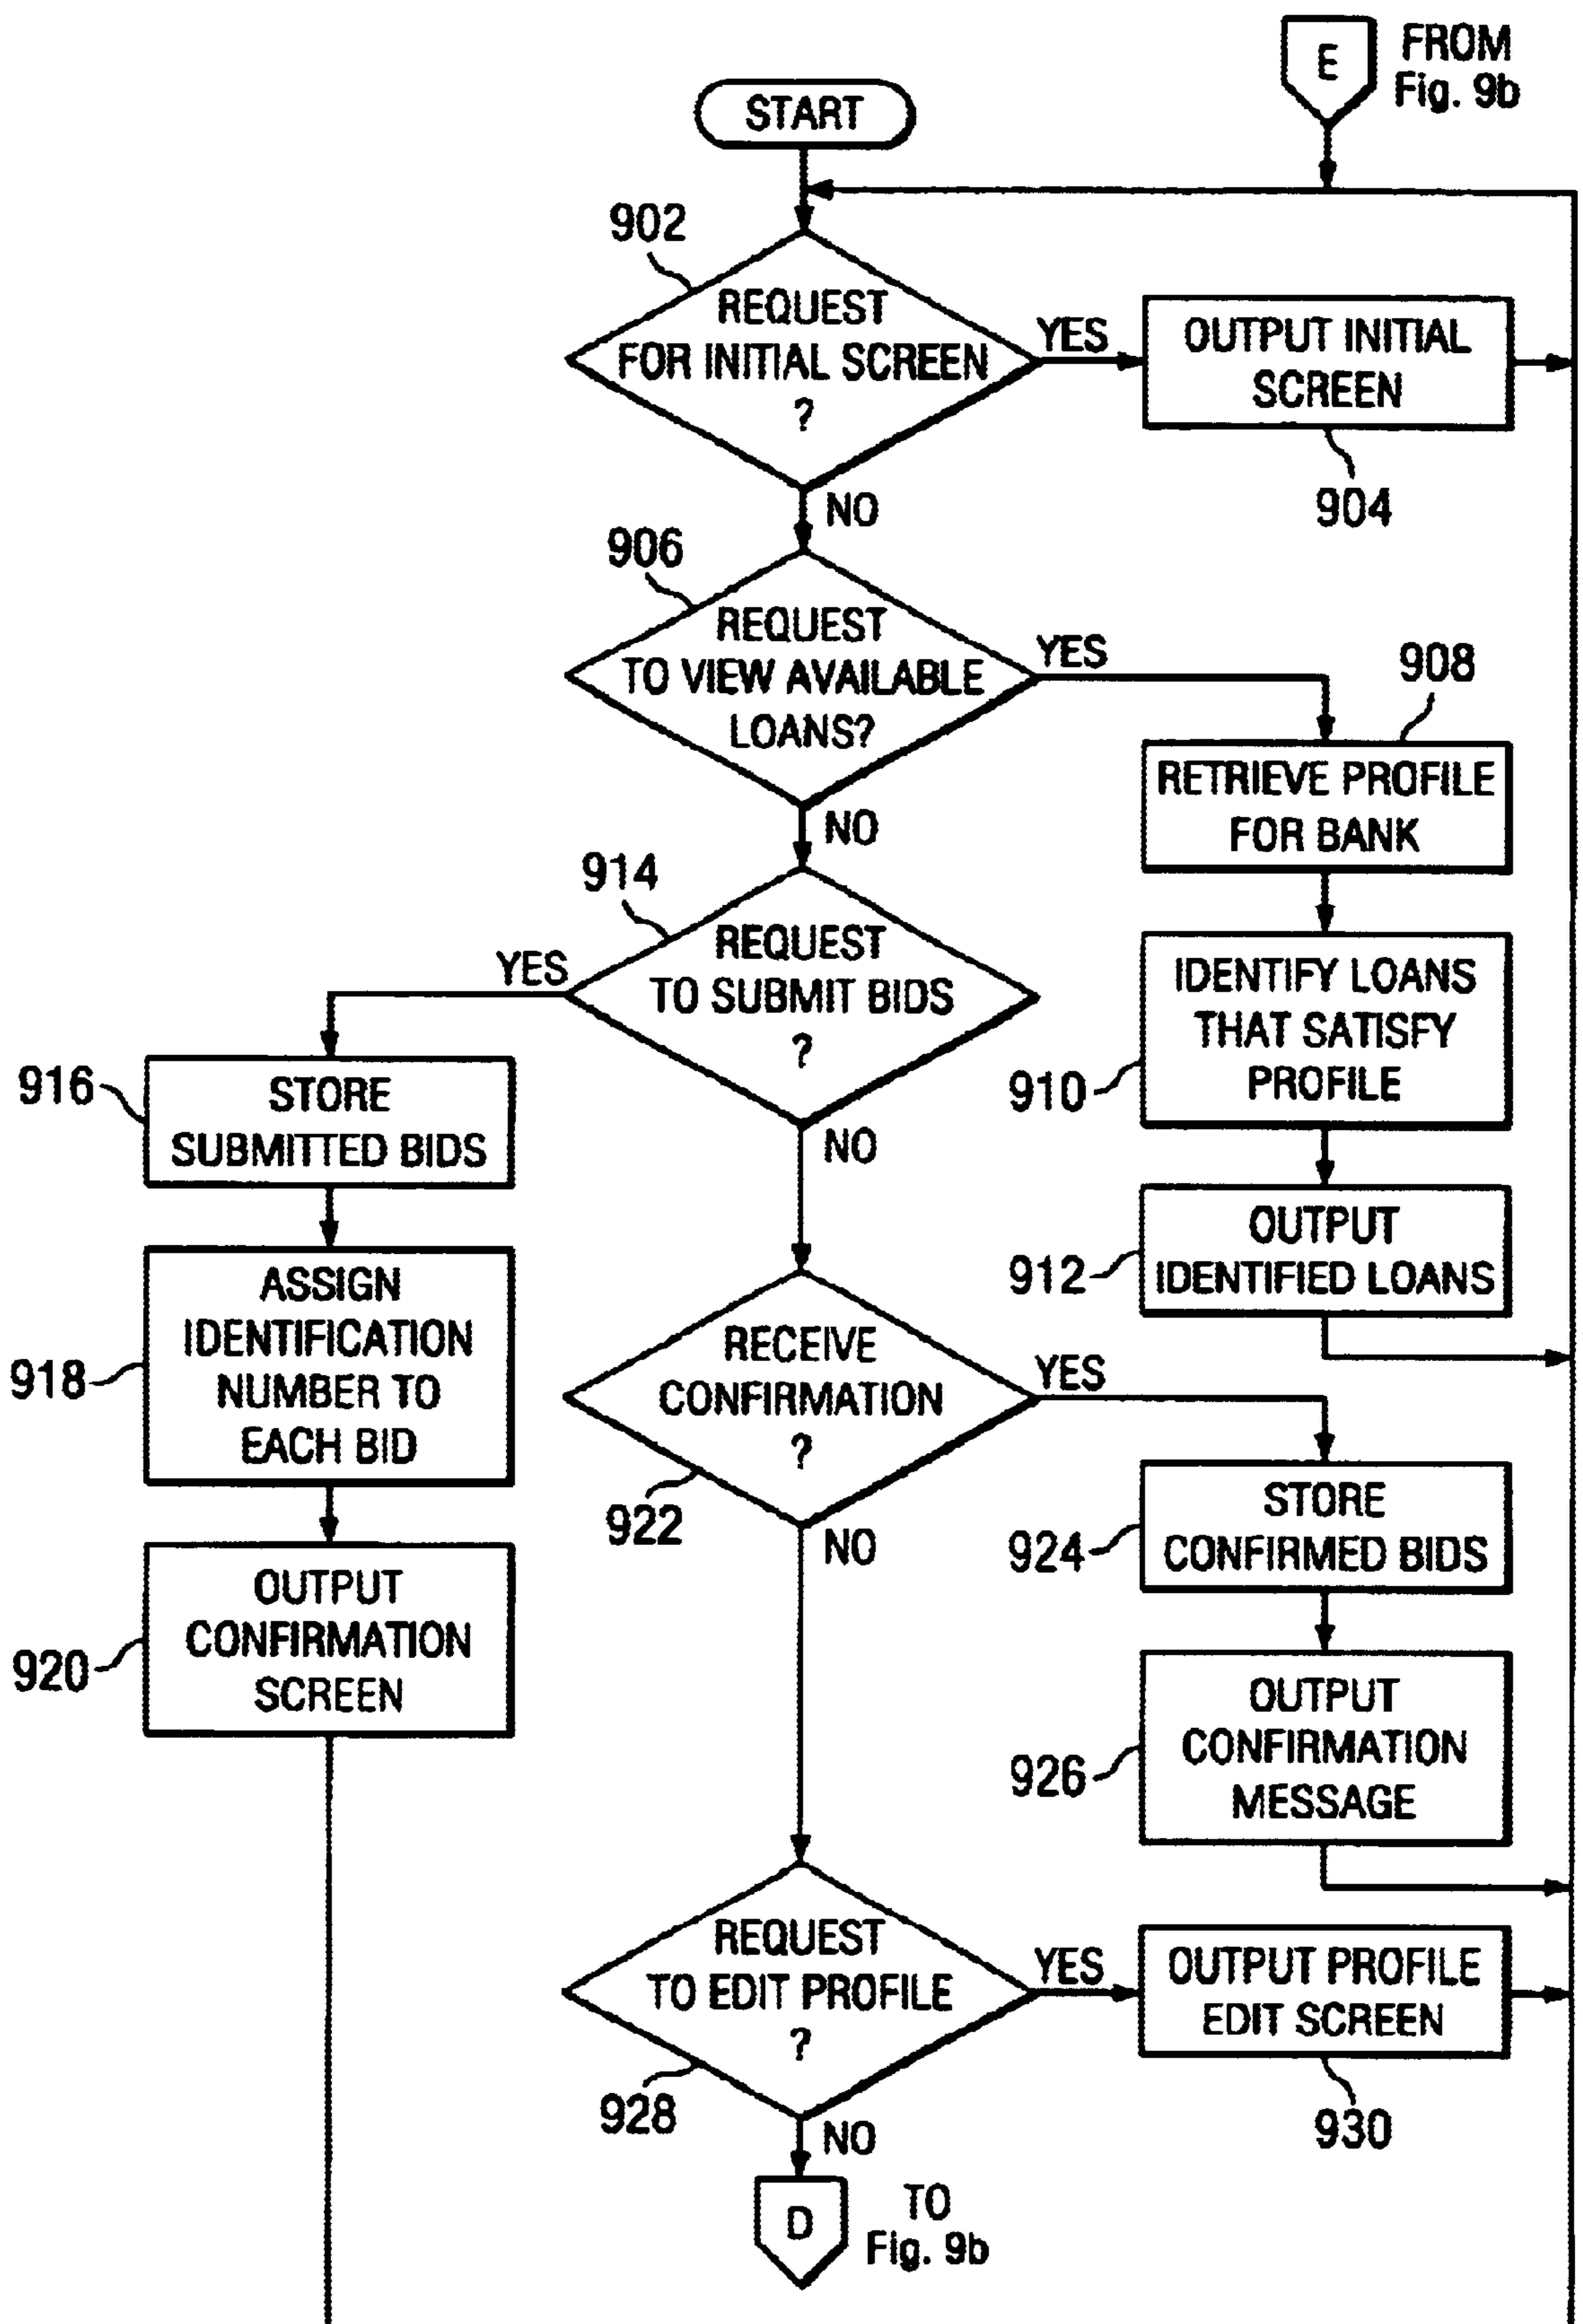 E
FROM
Fig. 9b
START
902
REQUEST
FOR INITIAL SCREEN
?
YES
OUTPUT INITIAL
SCREEN
904
NO
906
REQUEST
TO VIEW AVAILABLE
LOANS?
YES
908
RETRIEVE PROFILE
FOR BANK
NO
914
REQUEST
TO SUBMIT BIDS
?
YES
910
IDENTIFY LOANS
THAT SATISFY
PROFILE
916
STORE
SUBMITTED BIDS
NO
912
OUTPUT
IDENTIFIED LOANS
918
ASSIGN
IDENTIFICATION
NUMBER TO
EACH BID
RECEIVE
CONFIRMATION
?
YES
922
NO
924
STORE
CONFIRMED BIDS
920
OUTPUT
CONFIRMATION
SCREEN
926
OUTPUT
CONFIRMATION
MESSAGE
REQUEST
TO EDIT PROFILE
?
YES
OUTPUT PROFILE
EDIT SCREEN
928
930
NO
D
TO
Fig. 9b